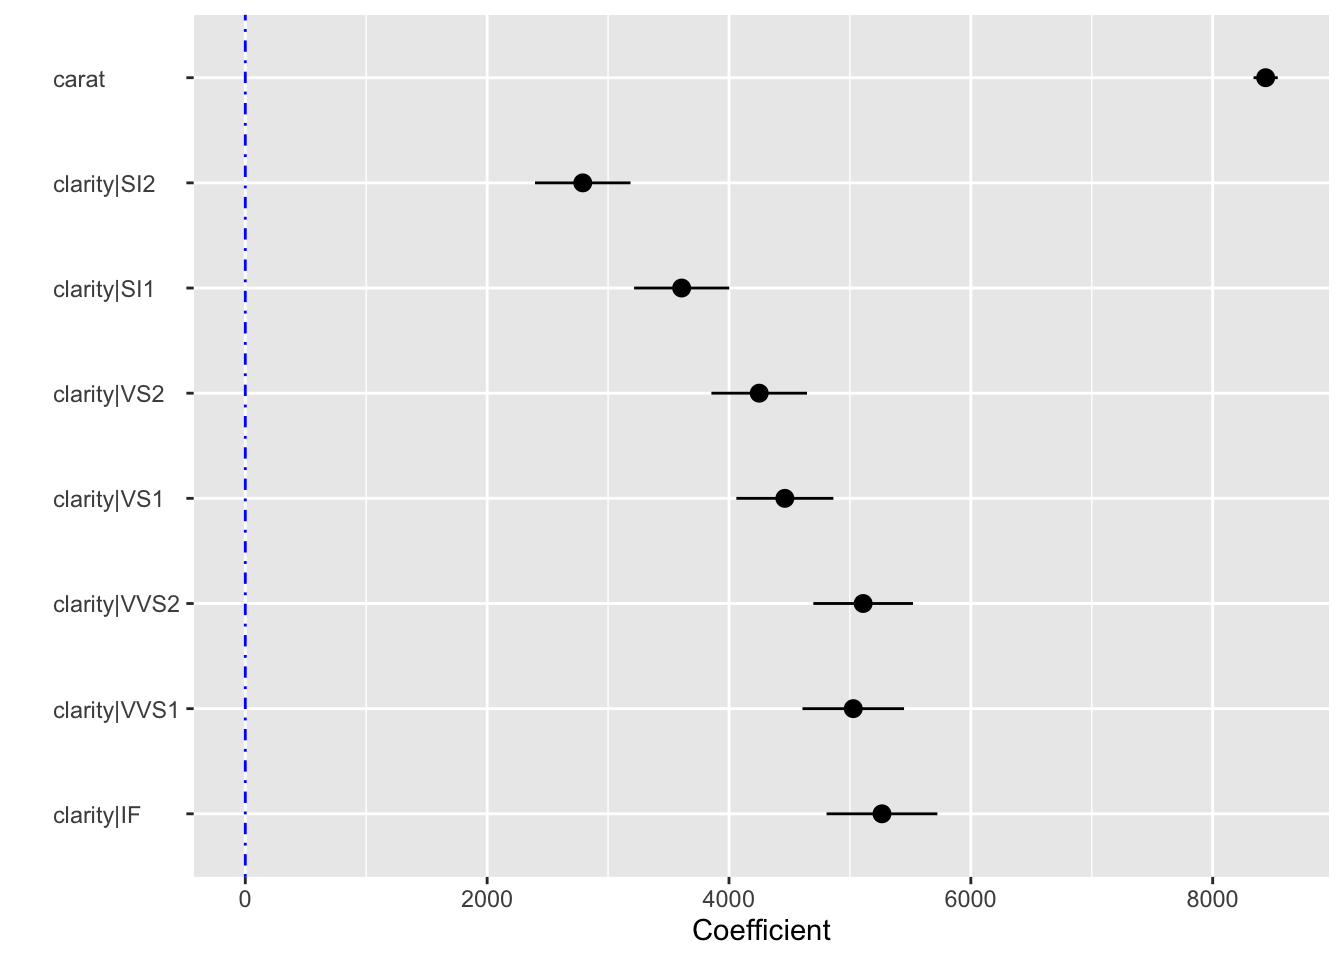 carat
clarity|SI2
clarity|SI1
clarity|VS2
clarity|VS1
clarity|VVS2
clarity|VVS1
clarity|IF
0 2000 4000 6000 8000
Coefficient